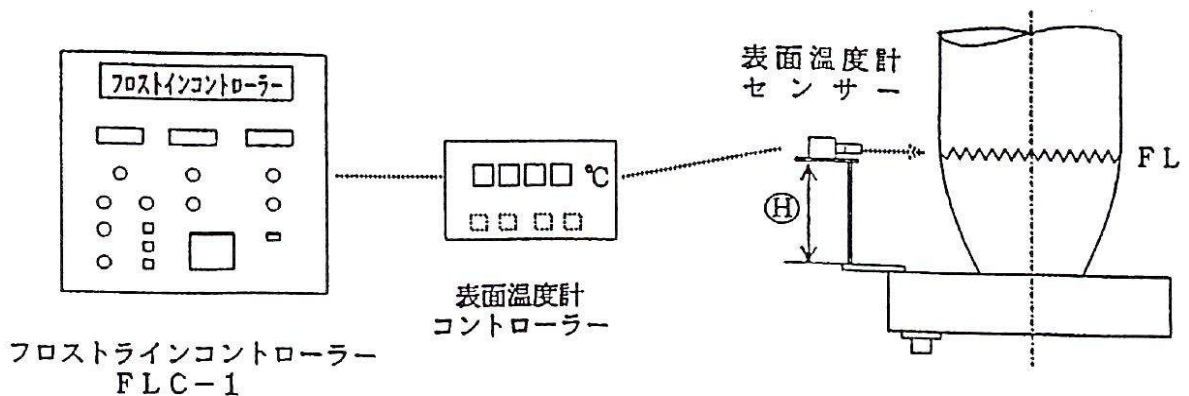 フロストインコントローラー
フロストラインコントローラー
FLC-1
℃
表面温度計
コントローラー
表面温度計
センサー
H
FL